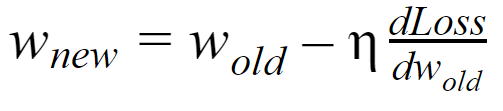 w_new = w_old − η dLoss/dw_old